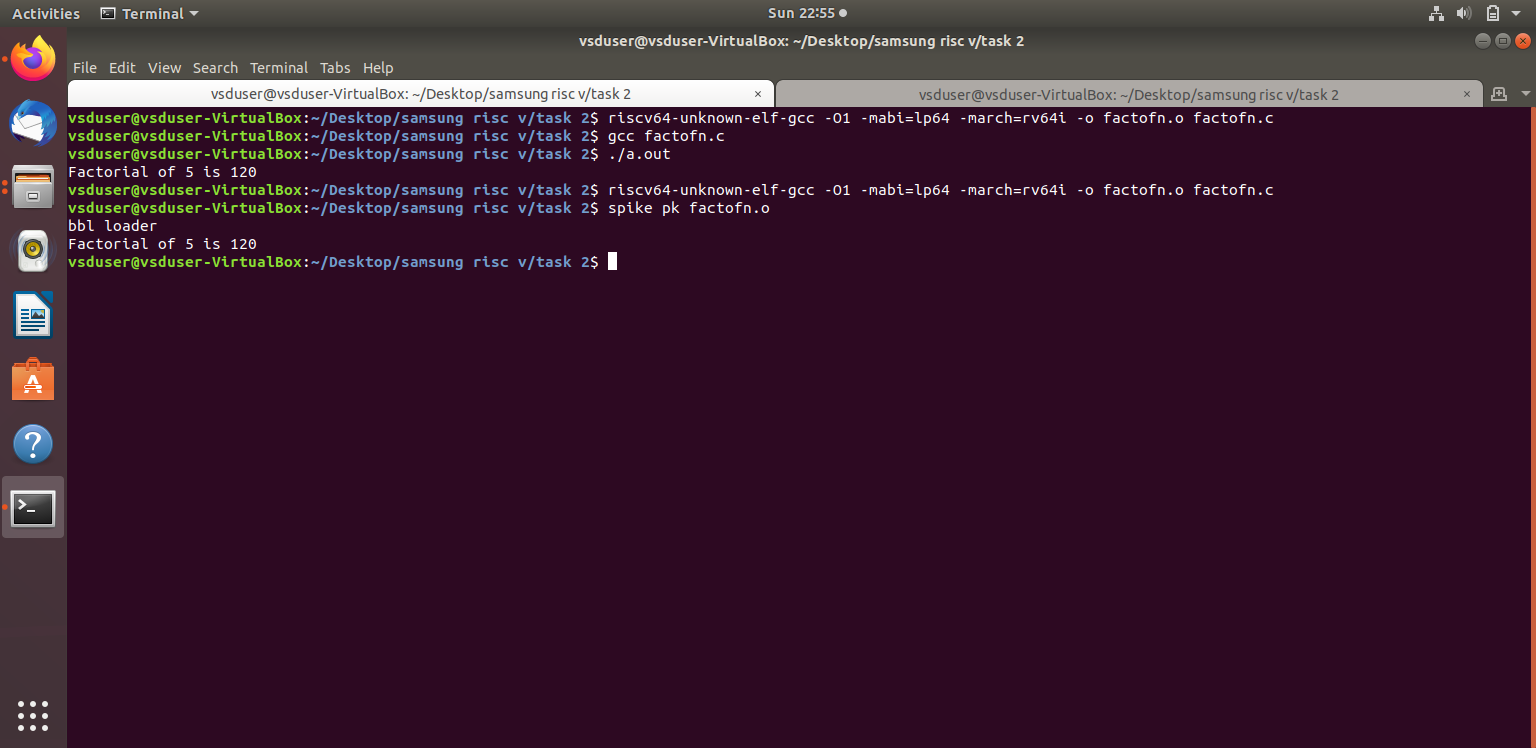 Activities Terminal Sun 22:55
vsduser@vsduser-VirtualBox: ~/Desktop/samsung risc v/task 2
File Edit View Search Terminal Tabs Help
vsduser@vsduser-VirtualBox: ~/Desktop/samsung risc v/task 2 × vsduser@vsduser-VirtualBox: ~/Desktop/samsung risc v/task 2 ×
vsduser@vsduser-VirtualBox:~/Desktop/samsung risc v/task 2$ riscv64-unknown-elf-gcc -O1 -mabi=lp64 -march=rv64i -o factofn.o factofn.c
vsduser@vsduser-VirtualBox:~/Desktop/samsung risc v/task 2$ gcc factofn.c
vsduser@vsduser-VirtualBox:~/Desktop/samsung risc v/task 2$ ./a.out
Factorial of 5 is 120
vsduser@vsduser-VirtualBox:~/Desktop/samsung risc v/task 2$ riscv64-unknown-elf-gcc -O1 -mabi=lp64 -march=rv64i -o factofn.o factofn.c
vsduser@vsduser-VirtualBox:~/Desktop/samsung risc v/task 2$ spike pk factofn.o
bbl loader
Factorial of 5 is 120
vsduser@vsduser-VirtualBox:~/Desktop/samsung risc v/task 2$